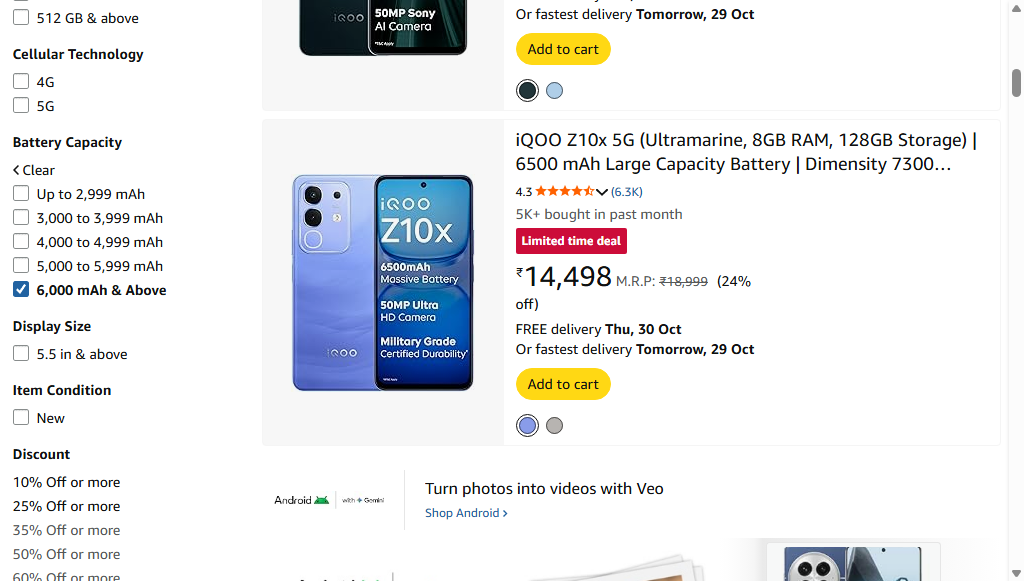 512 GB & above
Cellular Technology
4G
5G
Battery Capacity
Clear
Up to 2,999 mAh
3,000 to 3,999 mAh
4,000 to 4,999 mAh
5,000 to 5,999 mAh
6,000 mAh & Above
Display Size
5.5 in & above
Item Condition
New
Discount
10% Off or more
25% Off or more
35% Off or more
50% Off or more
60% Off or more
iQOO
50MP Sony
AI Camera
Or fastest delivery Tomorrow, 29 Oct
Add to cart
iQOO
Z10x
6500mAh
Massive Battery
50MP Ultra
HD Camera
Military Grade
Certified Durability*
iQOO
iQOO Z10x 5G (Ultramarine, 8GB RAM, 128GB Storage) |
6500 mAh Large Capacity Battery | Dimensity 7300…
4.3 (6.3K)
5K+ bought in past month
Limited time deal
₹14,498 M.R.P: ₹18,999 (24%
off)
FREE delivery Thu, 30 Oct
Or fastest delivery Tomorrow, 29 Oct
Add to cart
Android with Gemini
Turn photos into videos with Veo
Shop Android